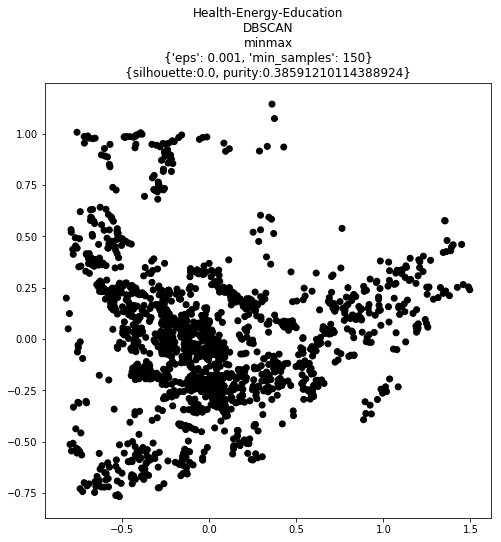 Health-Energy-Education
DBSCAN
minmax
{'eps': 0.001, 'min_samples': 150}
{silhouette:0.0, purity:0.38591210114388924}
1.00
0.75
0.50
0.25
0.00
−0.25
−0.50
−0.75
−0.5 0.0 0.5 1.0 1.5